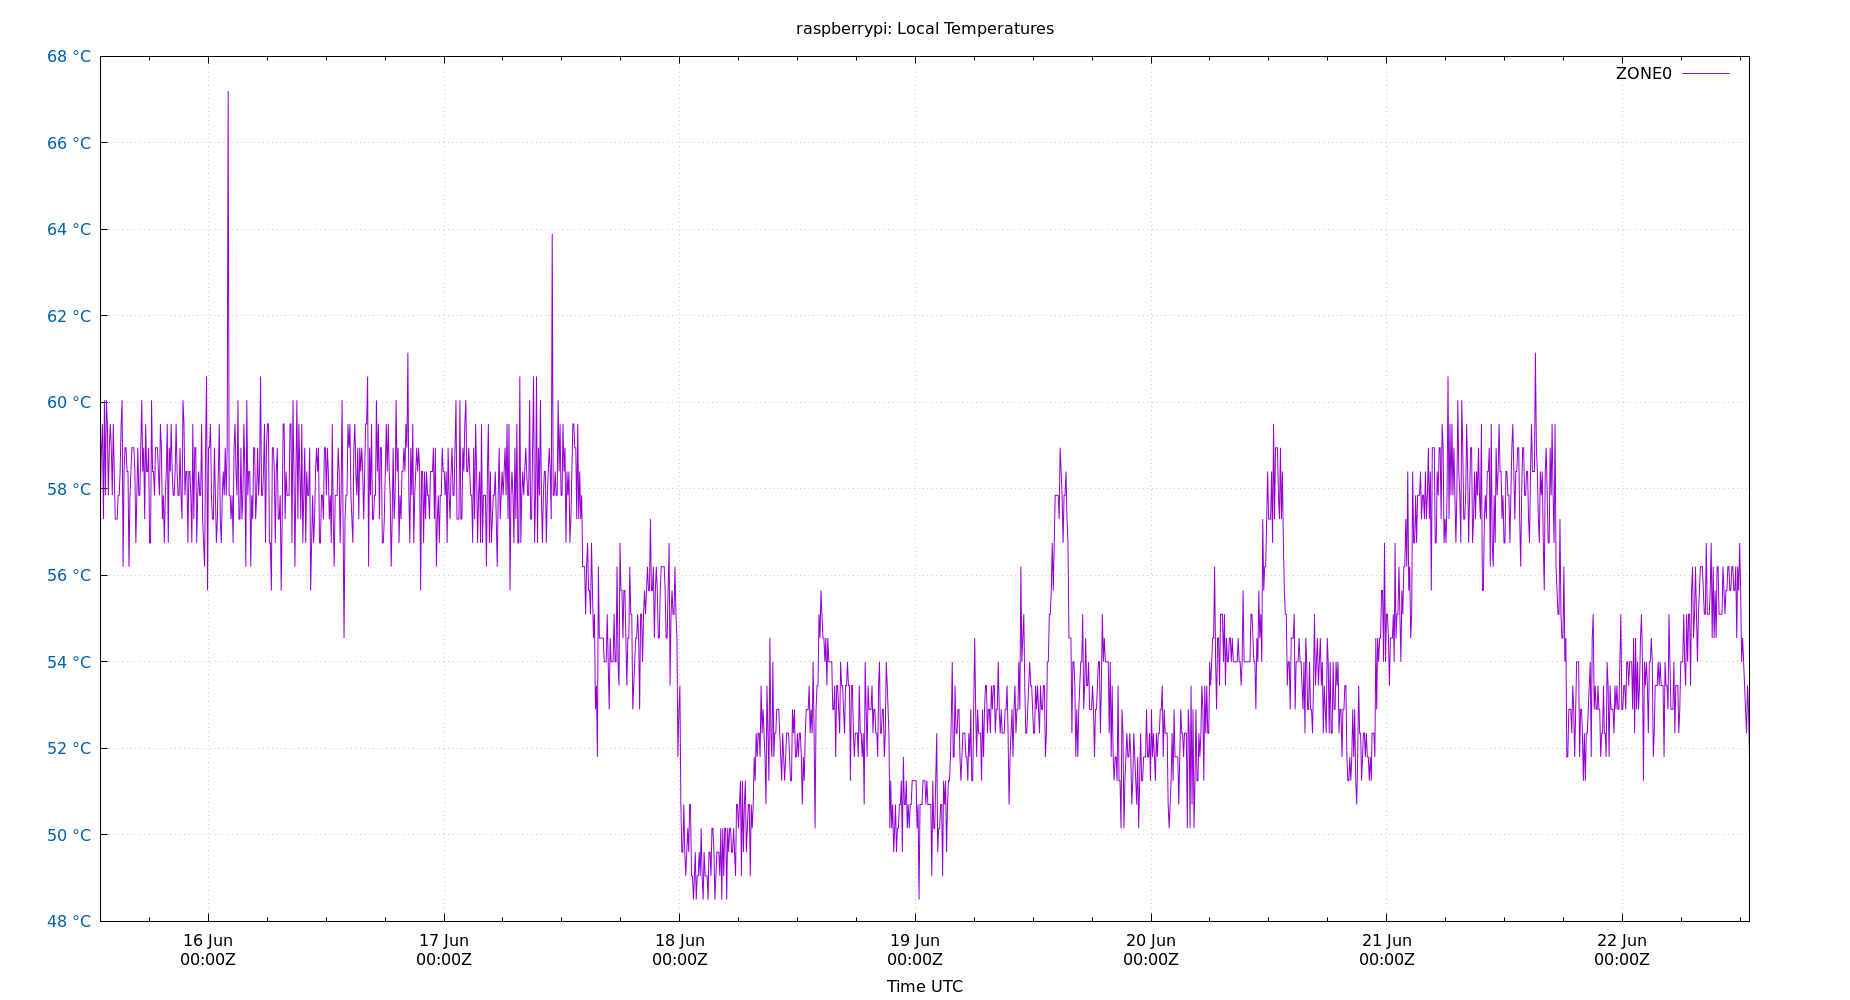 raspberrypi: Local Temperatures
ZONE0
68 °C
66 °C
64 °C
62 °C
60 °C
58 °C
56 °C
54 °C
52 °C
50 °C
48 °C
16 Jun 17 Jun 18 Jun 19 Jun 20 Jun 21 Jun 22 Jun
00:00Z 00:00Z 00:00Z 00:00Z 00:00Z 00:00Z 00:00Z
Time UTC